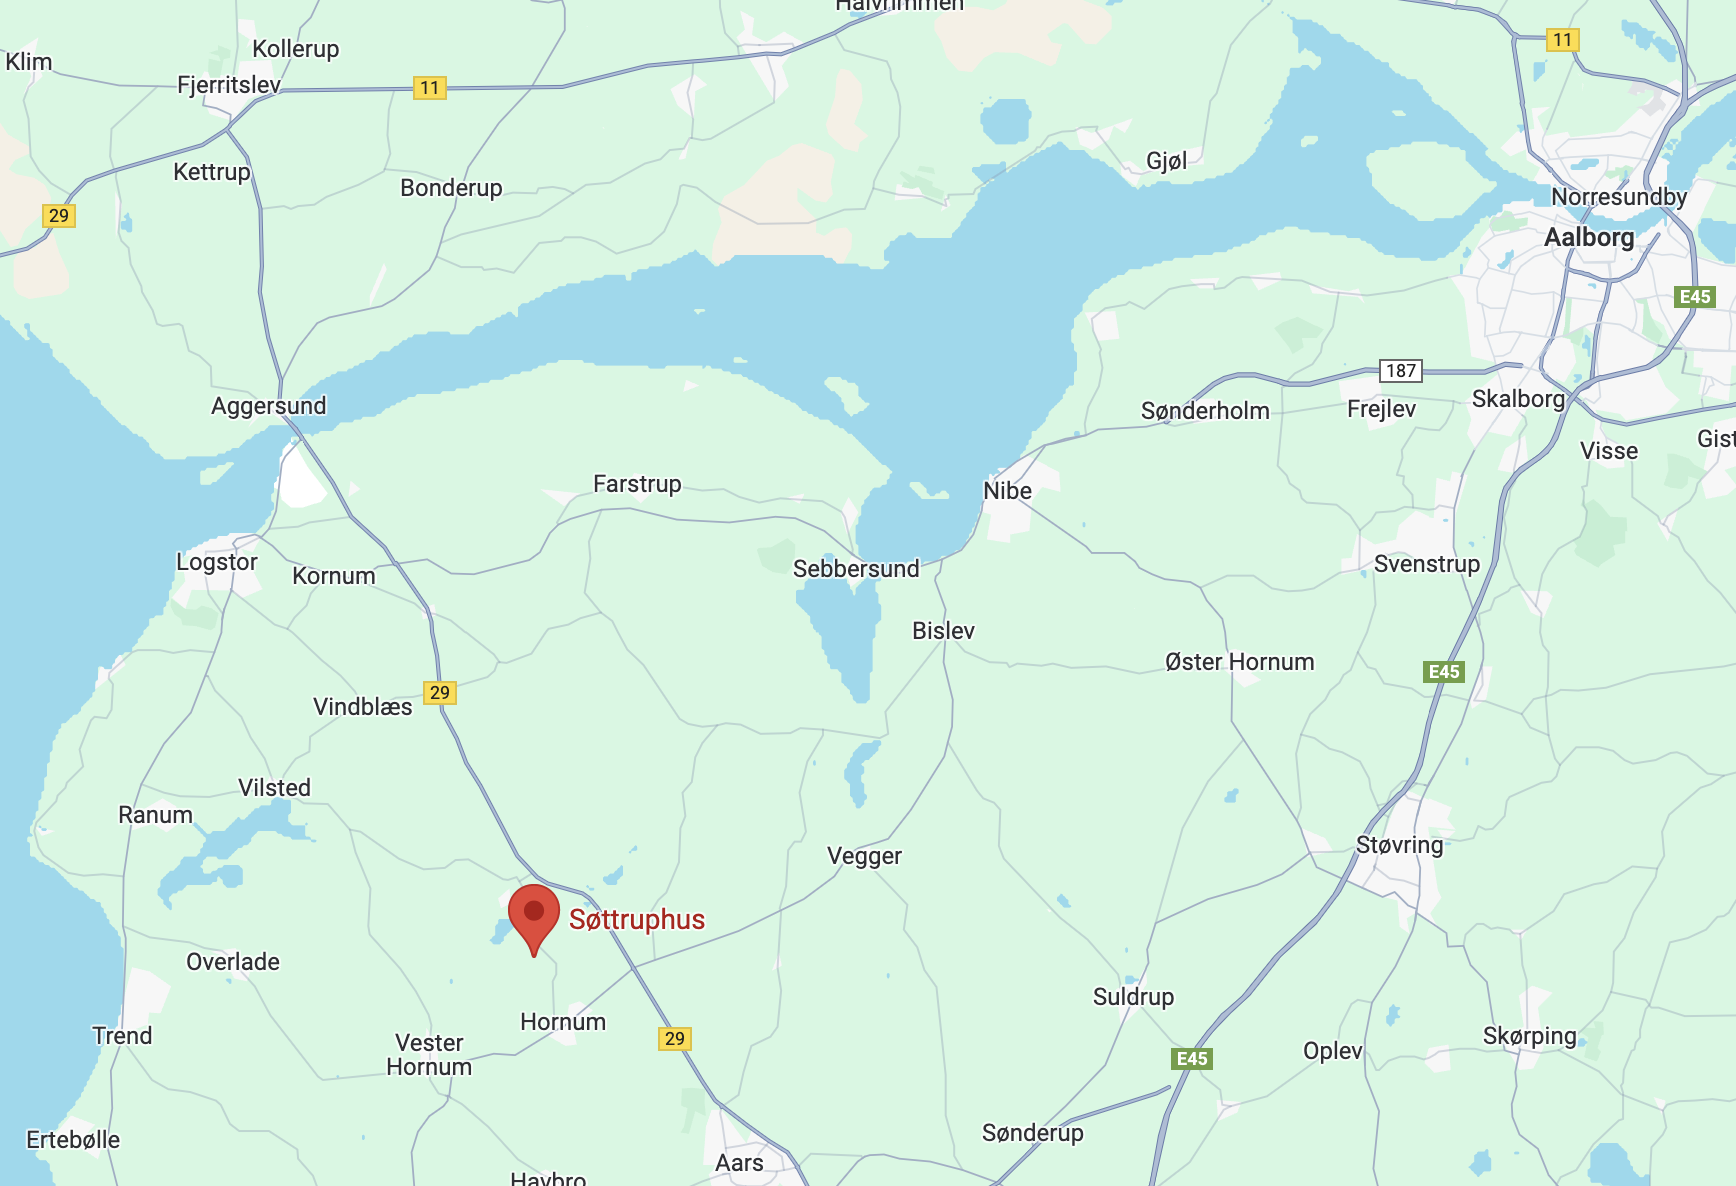 Halvrimmen
11
Kollerup
Klim
Fjerritslev
11
Gjøl
Kettrup
Bonderup
Norresundby
29
Aalborg
E45
187
Aggersund
Sønderholm
Frejlev
Skalborg
Visse
Gist
Farstrup
Nibe
Logstor
Kornum
Sebbersund
Svenstrup
Bislev
Øster Hornum
E45
29
Vindblæs
Vilsted
Ranum
Støvring
Vegger
Søttruphus
Overlade
Suldrup
Hornum
Trend
Vester
Hornum
29
Skørping
Oplev
E45
Sønderup
Ertebølle
Aars
Havbro